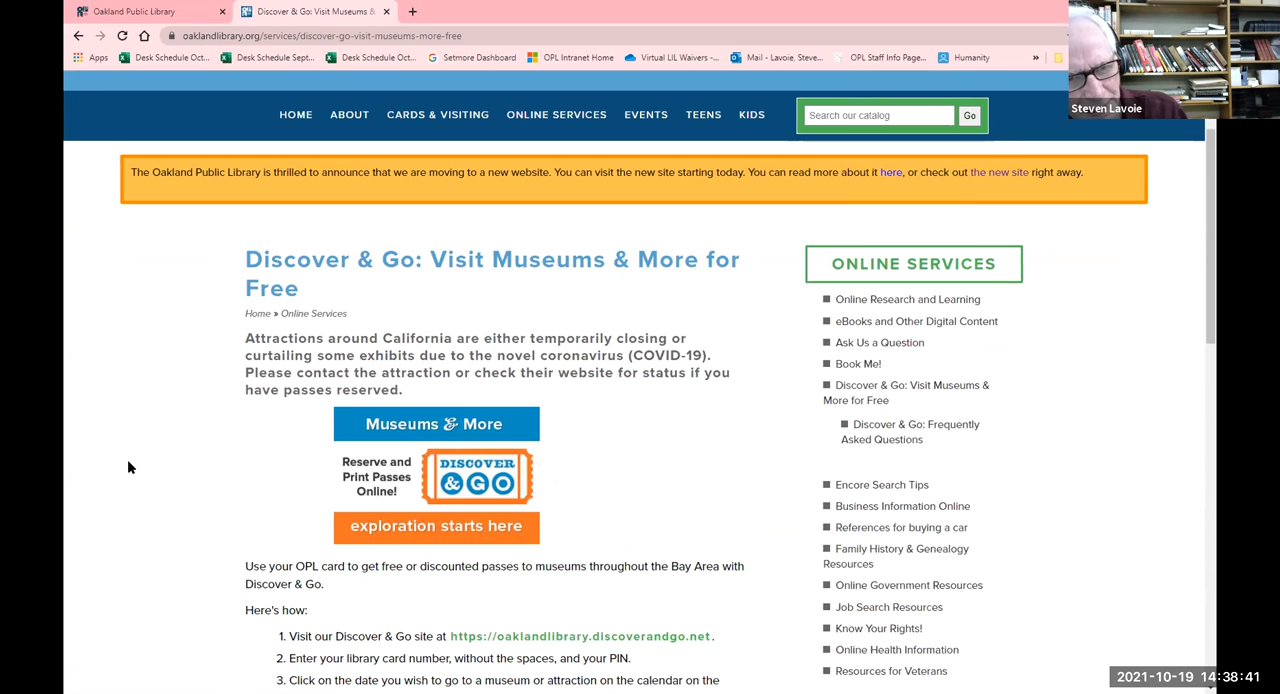 Oakland Public Library
Discover & Go: Visit Museums &
oaklandlibrary.org/services/discover-go-visit-museums-more-free
Apps
Desk Schedule Oct...
Desk Schedule Sept...
Desk Schedule Oct...
Setmore Dashboard
OPL Intranet Home
Virtual LIL Waivers -...
Mail - Lavoie, Steve...
OPL Staff Info Page...
Humanity
»
Steven Lavoie
HOME
ABOUT
CARDS & VISITING
ONLINE SERVICES
EVENTS
TEENS
KIDS
Search our catalog
Go
The Oakland Public Library is thrilled to announce that we are moving to a new website. You can visit the new site starting today. You can read more about it here, or check out the new site right away.
Discover & Go: Visit Museums & More for
Free
Home » Online Services
Attractions around California are either temporarily closing or
curtailing some exhibits due to the novel coronavirus (COVID-19).
Please contact the attraction or check their website for status if you
have passes reserved.
Museums & More
Reserve and
Print Passes
Online!
DISCOVER
& GO
exploration starts here
Use your OPL card to get free or discounted passes to museums throughout the Bay Area with
Discover & Go.
Here's how:
1. Visit our Discover & Go site at https://oaklandlibrary.discoverandgo.net.
2. Enter your library card number, without the spaces, and your PIN.
3. Click on the date you wish to go to a museum or attraction on the calendar on the
ONLINE SERVICES
Online Research and Learning
eBooks and Other Digital Content
Ask Us a Question
Book Me!
Discover & Go: Visit Museums &
More for Free
Discover & Go: Frequently
Asked Questions
Encore Search Tips
Business Information Online
References for buying a car
Family History & Genealogy
Resources
Online Government Resources
Job Search Resources
Know Your Rights!
Online Health Information
Resources for Veterans
2021-10-19 14:38:41